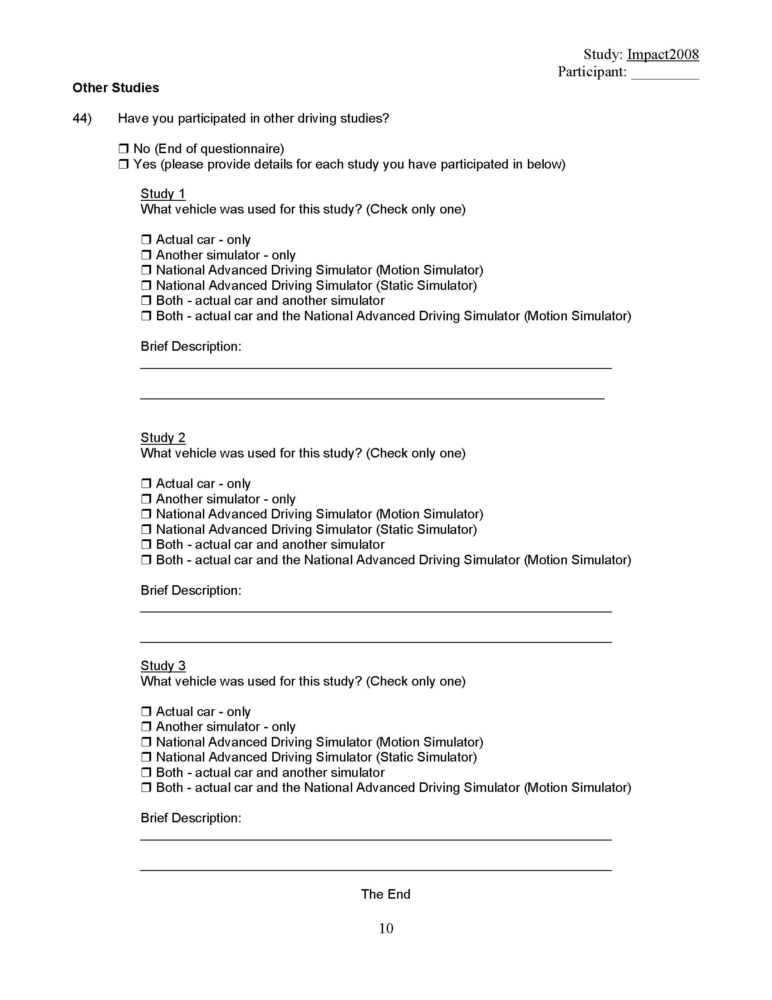 Study: Impact2008
Participant: _________
Other Studies
44) Have you participated in other driving studies?
❒ No (End of questionnaire)
❒ Yes (please provide details for each study you have participated in below)
Study 1
What vehicle was used for this study? (Check only one)
❒ Actual car - only
❒ Another simulator - only
❒ National Advanced Driving Simulator (Motion Simulator)
❒ National Advanced Driving Simulator (Static Simulator)
❒ Both - actual car and another simulator
❒ Both - actual car and the National Advanced Driving Simulator (Motion Simulator)
Brief Description:
Study 2
What vehicle was used for this study? (Check only one)
❒ Actual car - only
❒ Another simulator - only
❒ National Advanced Driving Simulator (Motion Simulator)
❒ National Advanced Driving Simulator (Static Simulator)
❒ Both - actual car and another simulator
❒ Both - actual car and the National Advanced Driving Simulator (Motion Simulator)
Brief Description:
Study 3
What vehicle was used for this study? (Check only one)
❒ Actual car - only
❒ Another simulator - only
❒ National Advanced Driving Simulator (Motion Simulator)
❒ National Advanced Driving Simulator (Static Simulator)
❒ Both - actual car and another simulator
❒ Both - actual car and the National Advanced Driving Simulator (Motion Simulator)
Brief Description:
The End
10